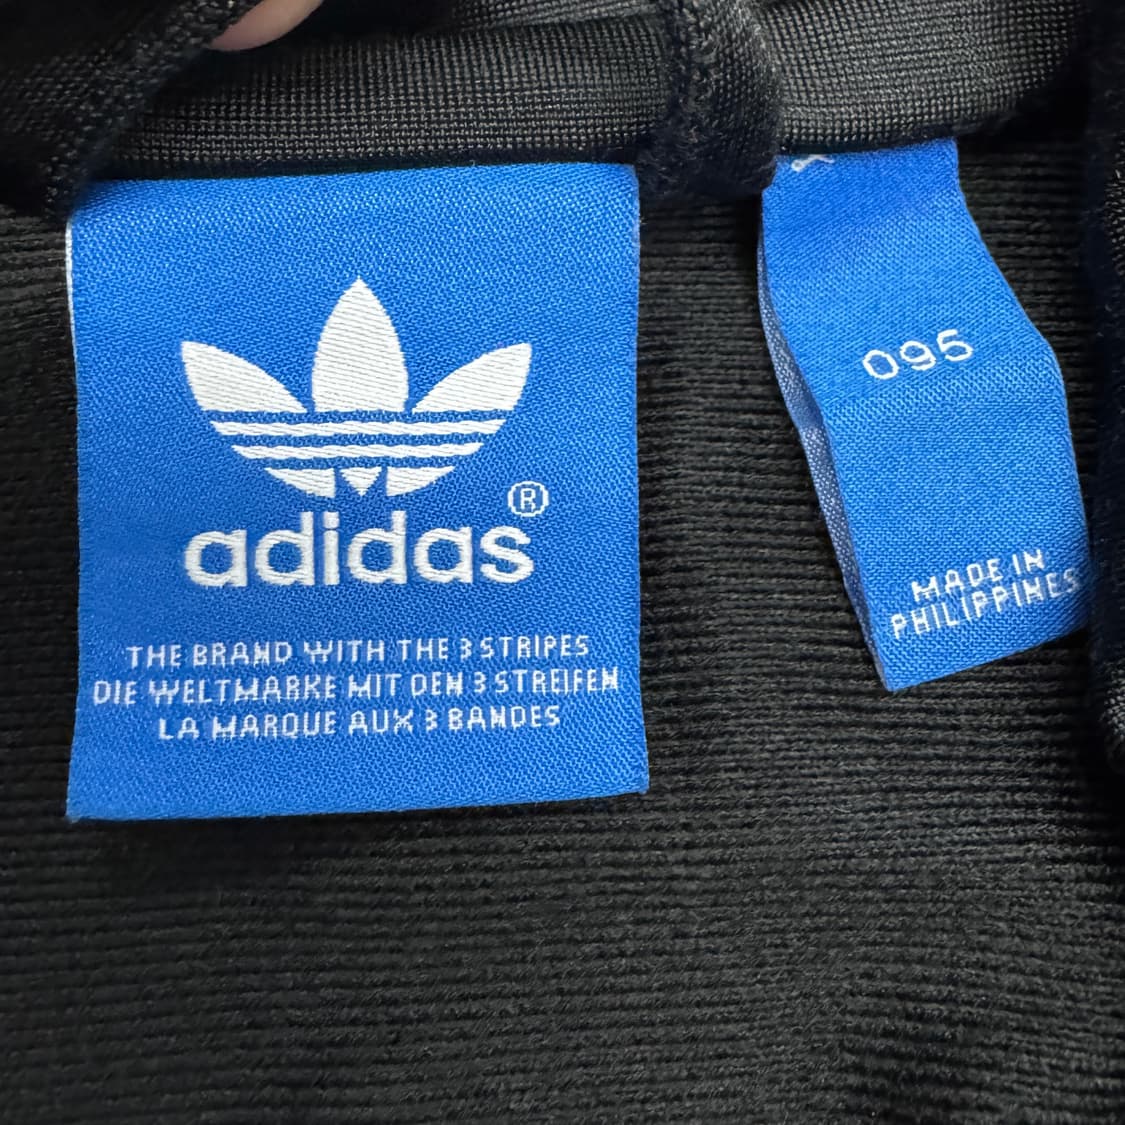 adidas®
THE BRAND WITH THE 3 STRIPES
DIE WELTMARKE MIT DEN 3 STREIFEN
LA MARQUE AUX 3 BANDES
095
MADE IN
PHILIPPINES